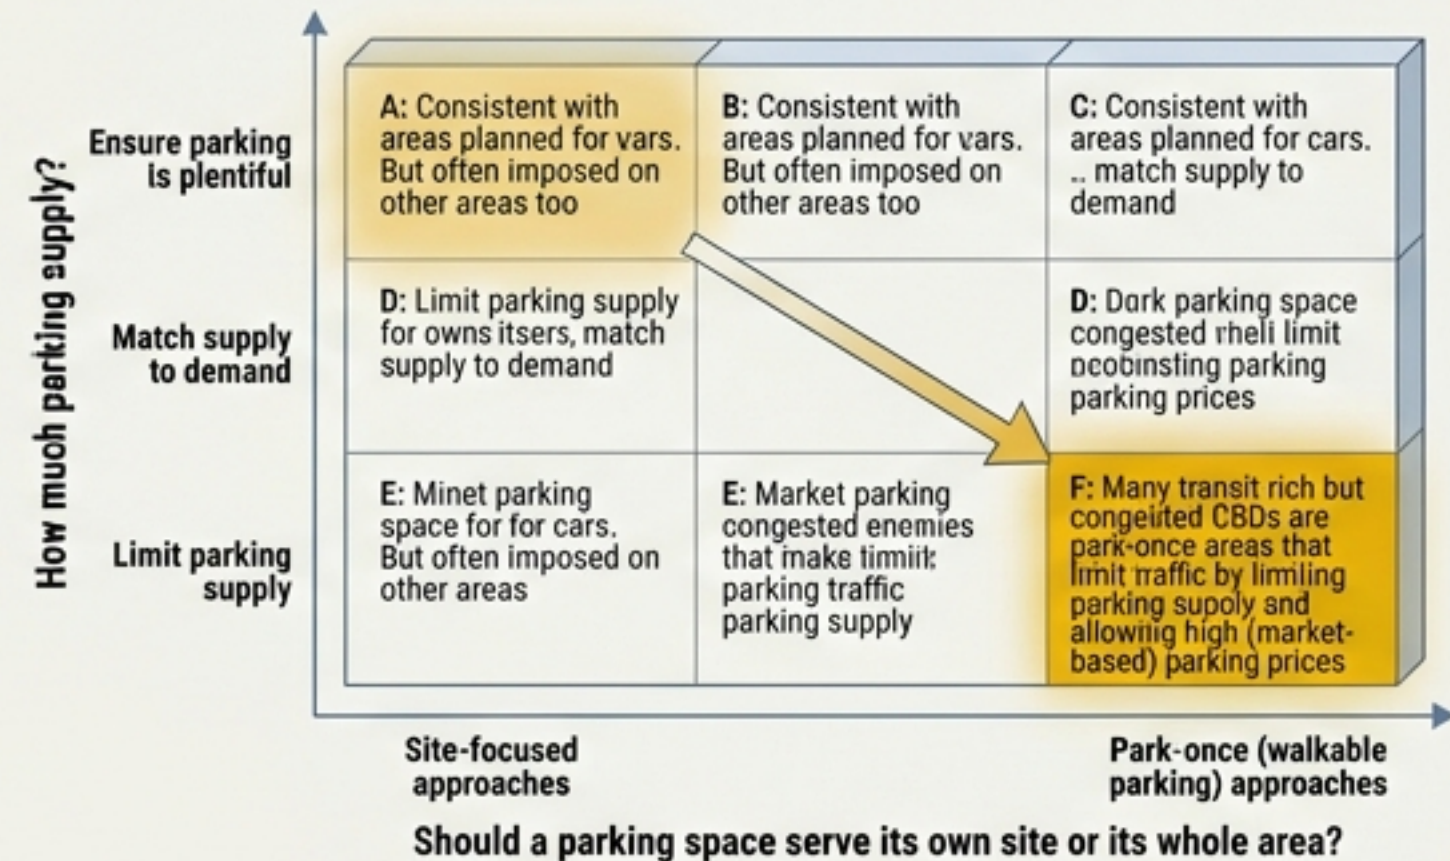 How muoh parking supply?
Ensure parking
is plentiful
A: Consistent with
areas planned for vars.
But often imposed on
other areas too
B: Consistent with
areas planned for vars.
But often imposed on
other areas too
C: Consistent with
areas planned for cars.
.. match supply to
demand
Match supply
to demand
D: Limit parking supply
for owns itsers, match
supply to demand
D: Dark parking space
congested rheli limit
parking
parking prices
Limit parking
supply
E: Minet parking
space for for cars.
But often imposed on
other areas
E: Market parking
congested enemies
that make
parking traffic
parking supply
F: Many transit rich but
CBDs are
park-once areas that
limit by
parking supoly and
allowing high (market-
based) parking prices
Site-focused
approaches
Park-once (walkable
parking) approaches
Should a parking space serve its own site or its whole area?